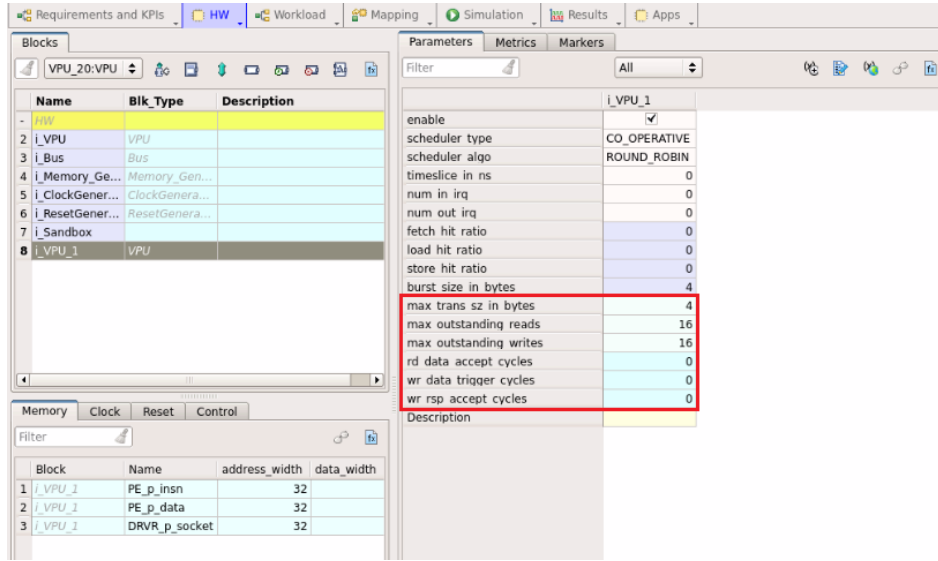 Requirements and KPIs HW Workload Mapping Simulation Results Apps
Blocks
VPU_20:VPU
Name Blk_Type Description
- HW
2 i_VPU VPU
3 i_Bus Bus
4 i_Memory_Ge... Memory_Gen...
5 i_ClockGener... ClockGenera...
6 i_ResetGener... ResetGenera...
7 i_Sandbox
8 i_VPU_1 VPU
Memory Clock Reset Control
Filter
Block Name address_width data_width
1 i_VPU_1 PE_p_insn 32
2 i_VPU_1 PE_p_data 32
3 i_VPU_1 DRVR_p_socket 32
Parameters Metrics Markers
Filter All
i_VPU_1
enable
scheduler type CO_OPERATIVE
scheduler algo ROUND_ROBIN
timeslice in ns 0
num in irq 0
num out irq 0
fetch hit ratio 0
load hit ratio 0
store hit ratio 0
burst size in bytes 4
max trans sz in bytes 4
max outstanding reads 16
max outstanding writes 16
rd data accept cycles 0
wr data trigger cycles 0
wr rsp accept cycles 0
Description